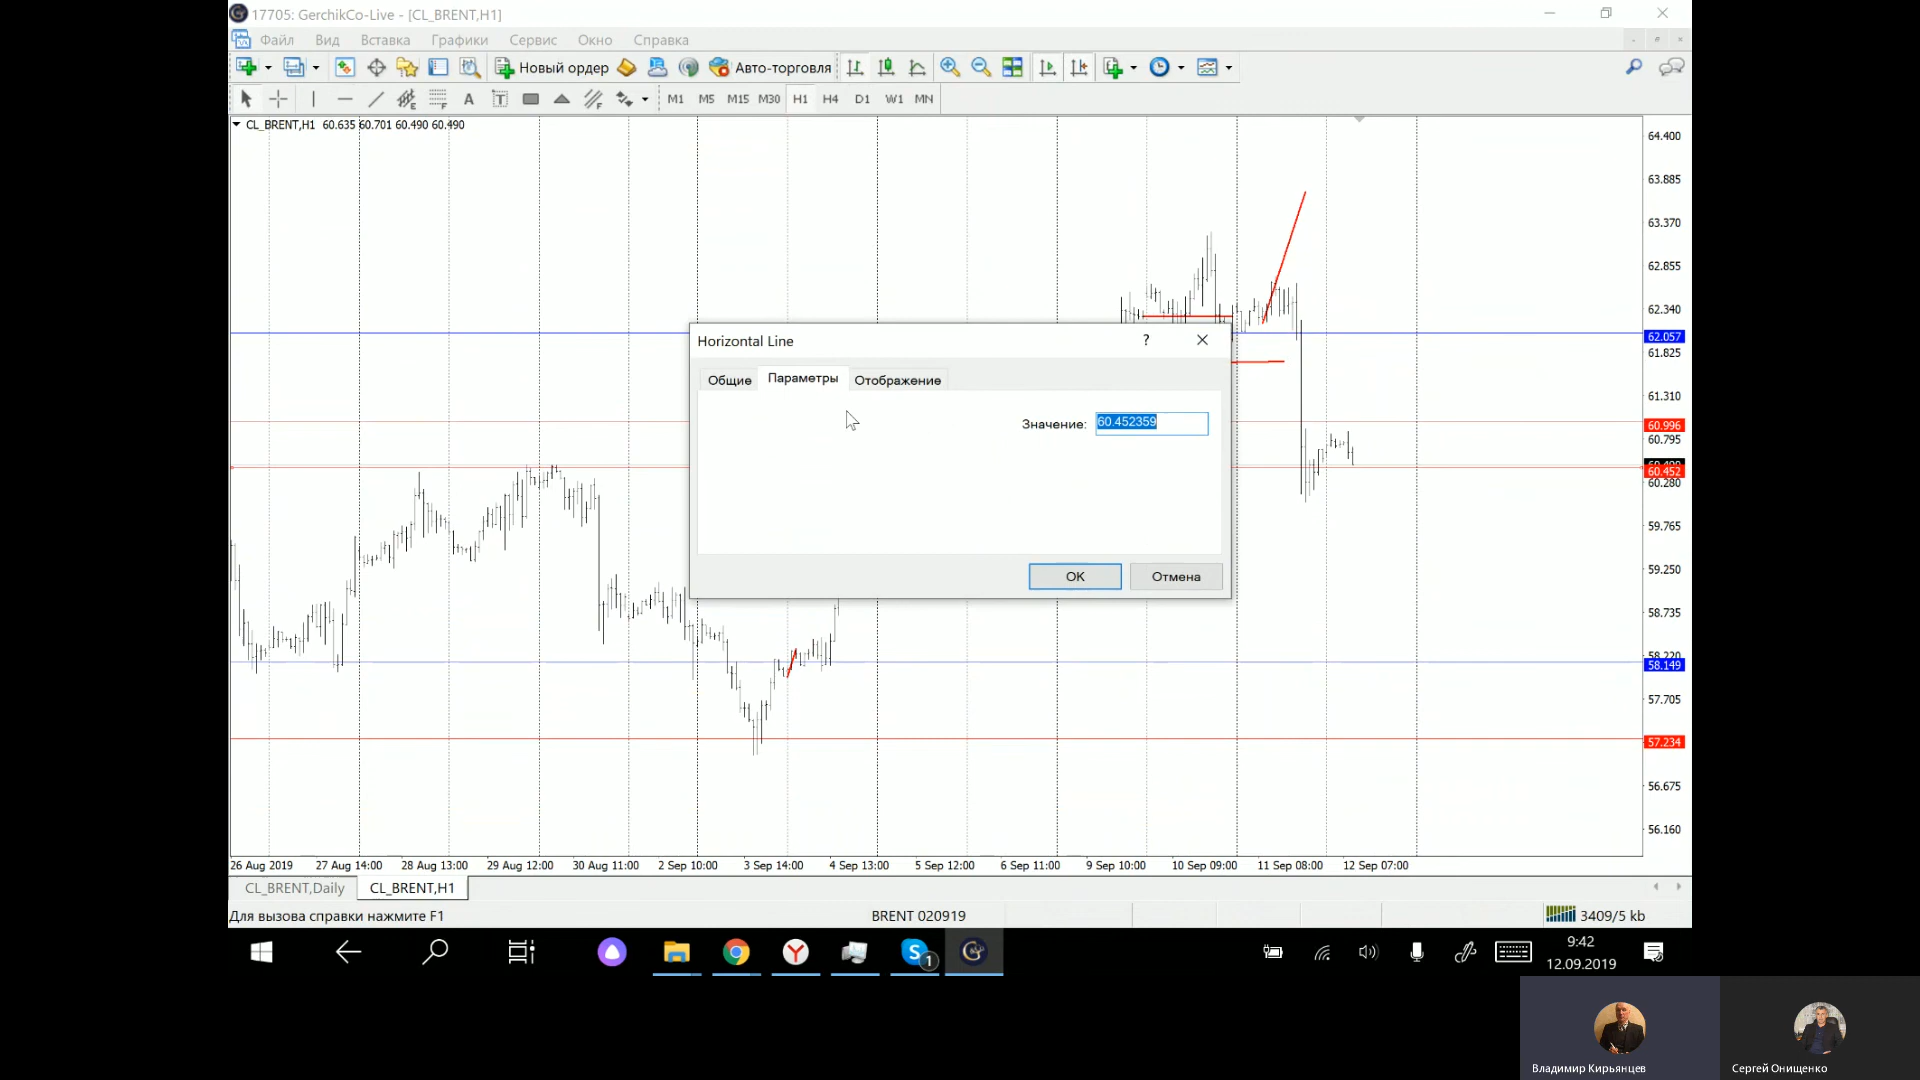 17705: GerchikCo-Live - [CL_BRENT,H1]
Файл Вид Вставка Графики Сервис Окно Справка
Новый ордер Авто-торговля
A T M1 M5 M15 M30 H1 H4 D1 W1 MN
CL_BRENT,H1 60.635 60.701 60.490 60.490
64.400
63.885
63.370
62.855
62.340
62.057
61.825
61.310
60.996
60.795
60.452
60.280
59.765
59.250
58.735
58.220
58.149
57.705
57.234
56.675
56.160
Horizontal Line
?
Общие Параметры Отображение
Значение: 60.452359
OK Отмена
26 Aug 2019 27 Aug 14:00 28 Aug 13:00 29 Aug 12:00 30 Aug 11:00 2 Sep 10:00 3 Sep 14:00 4 Sep 13:00 5 Sep 12:00 6 Sep 11:00 9 Sep 10:00 10 Sep 09:00 11 Sep 08:00 12 Sep 07:00
CL_BRENT,Daily CL_BRENT,H1
Для вызова справки нажмите F1 BRENT 020919 3409/5 kb
1
9:42
12.09.2019
Владимир Кирьянцев Сергей Онищенко